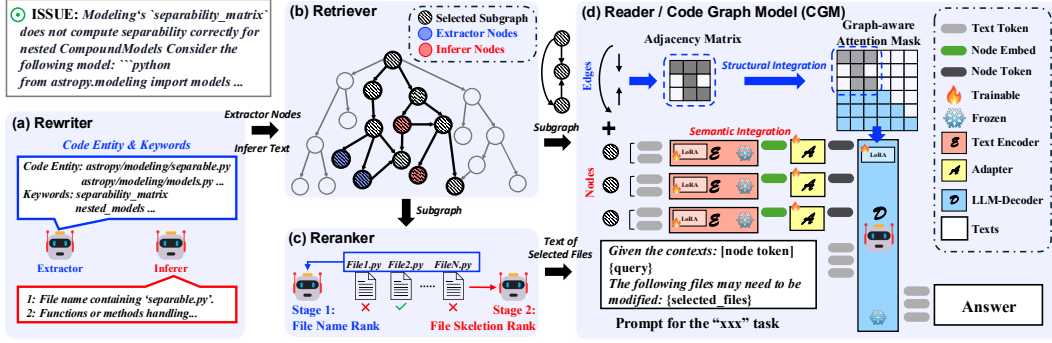 ISSUE: Modeling's `separability_matrix`
does not compute separability correctly for
nested CompoundModels Consider the
following model: ```python
from astropy.modeling import models ...
(a) Rewriter
Code Entity & Keywords
Code Entity: astropy/modeling/separable.py
astropy/modeling/models.py ...
Keywords: separability_matrix
nested_models ...
Extractor
Inferer
1: File name containing 'separable.py'.
2: Functions or methods handling...
Extractor Nodes
Inferer Text
(b) Retriever
Selected Subgraph
Extractor Nodes
Inferer Nodes
Subgraph
Subgraph
(c) Reranker
File1.py File2.py FileN.py
.....
Stage 1:
File Name Rank
Stage 2:
File Skeletion Rank
Text of
Selected Files
(d) Reader / Code Graph Model (CGM)
Edges
Adjacency Matrix
Structural Integration
Graph-aware
Attention Mask
+
Semantic Integration
Nodes
LoRA E A
LoRA E A
LoRA E A
LoRA
D
Given the contexts: [node token]
{query}
The following files may need to be
modified: {selected_files}
Prompt for the "xxx" task
Answer
Text Token
Node Embed
Node Token
Trainable
Frozen
E Text Encoder
A Adapter
D LLM-Decoder
Texts